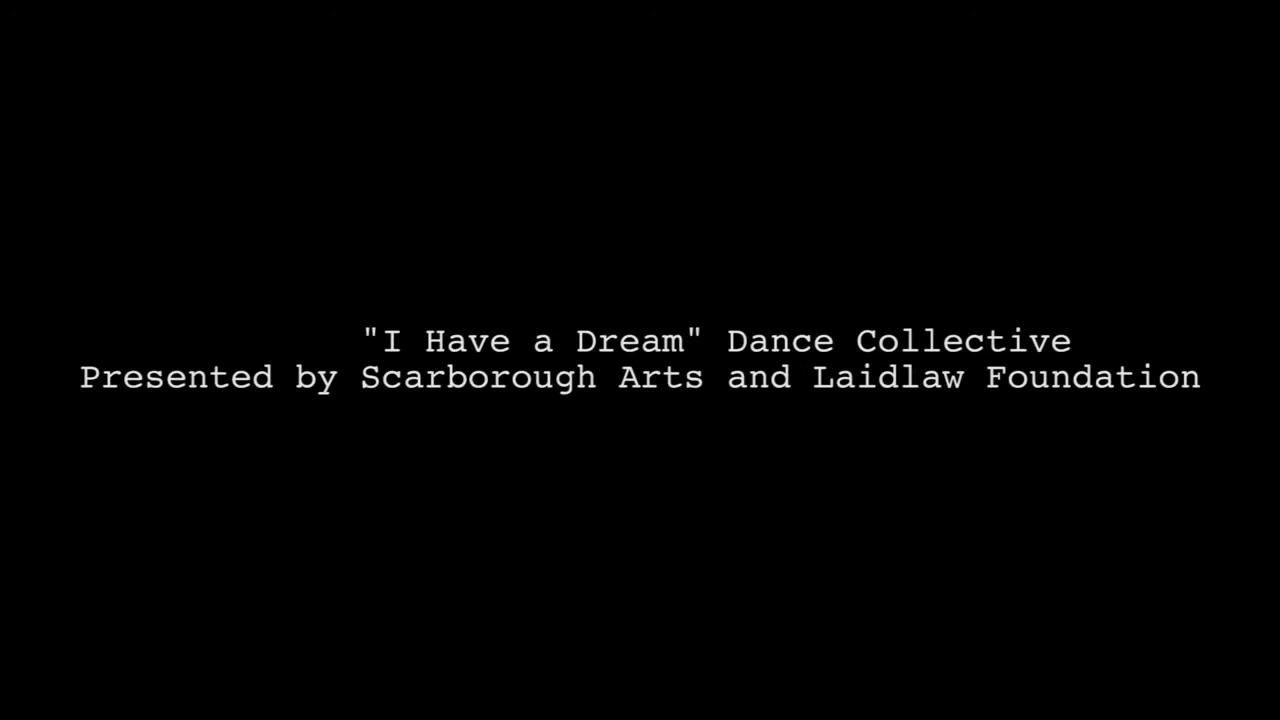 "I Have a Dream" Dance Collective
Presented by Scarborough Arts and Laidlaw Foundation